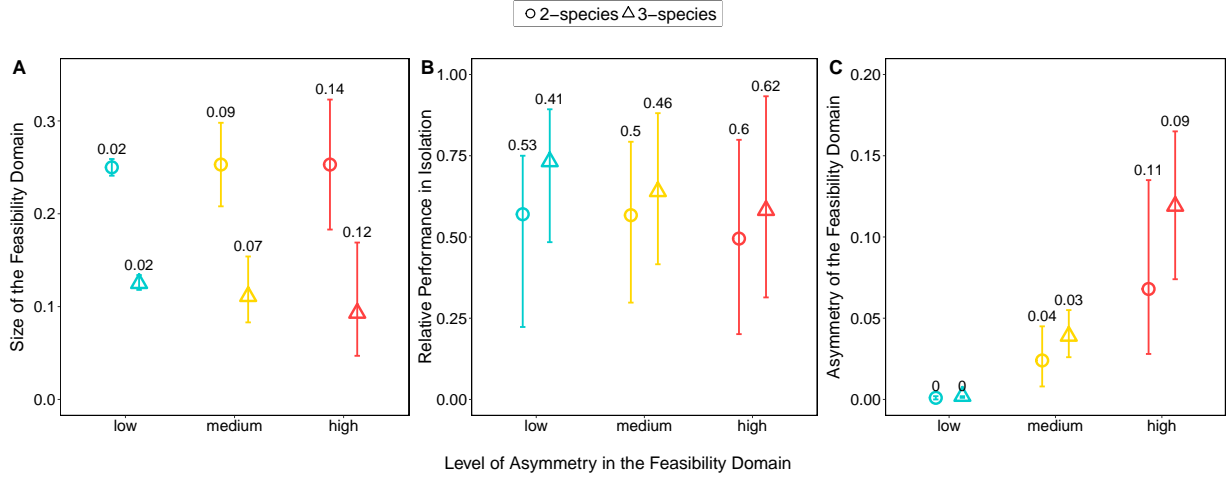 2−species 3−species
A
Size of the Feasibility Domain
0.3
0.2
0.1
0.0
0.02
0.02
0.09
0.07
0.14
0.12
low medium high
B
Relative Performance in Isolation
1.00
0.75
0.50
0.25
0.00
0.53
0.41
0.5
0.46
0.6
0.62
low medium high
C
Asymmetry of the Feasibility Domain
0.20
0.15
0.10
0.05
0.00
0
0
0.04
0.03
0.11
0.09
low medium high
Level of Asymmetry in the Feasibility Domain